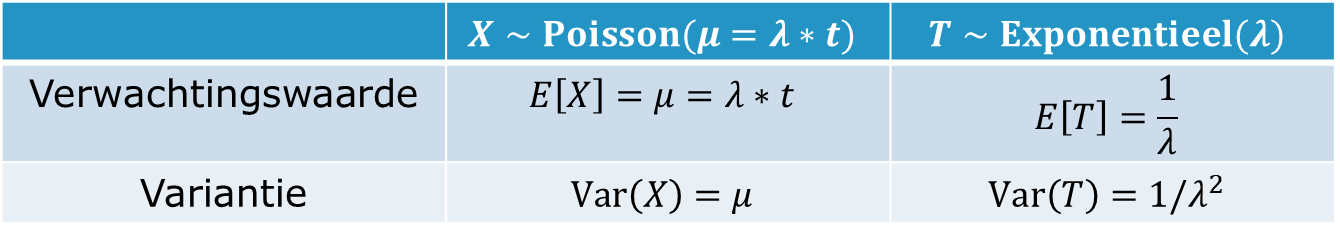 X ~ Poisson(μ = λ * t) T ~ Exponentieel(λ)
Verwachtingswaarde E[X] = μ = λ * t E[T] = 1/λ
Variantie Var(X) = μ Var(T) = 1/λ²